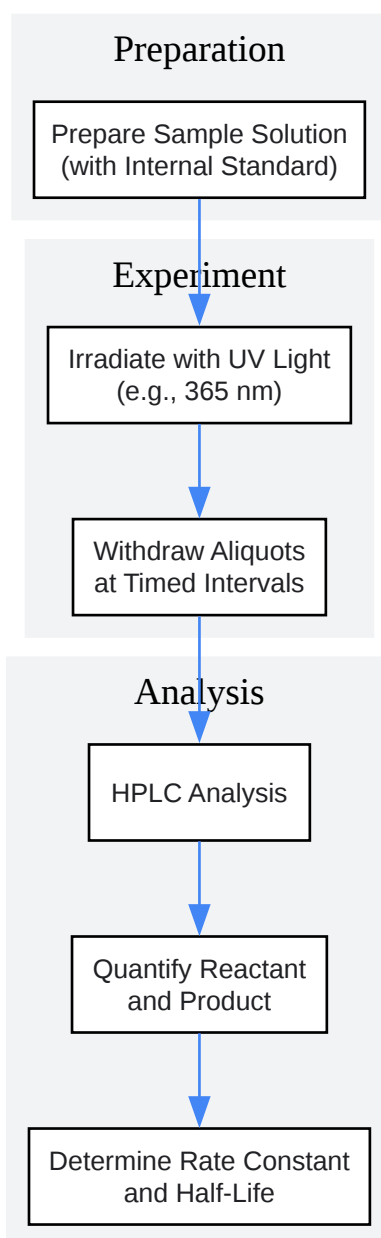 Preparation
Prepare Sample Solution
(with Internal Standard)
Experiment
Irradiate with UV Light
(e.g., 365 nm)
Withdraw Aliquots
at Timed Intervals
Analysis
HPLC Analysis
Quantify Reactant
and Product
Determine Rate Constant
and Half-Life